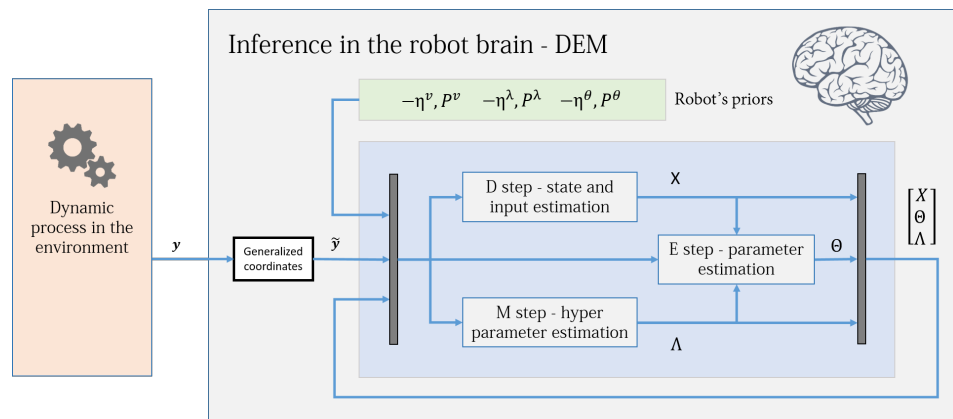 Inference in the robot brain - DEM
−η^v, P^v −η^λ, P^λ −η^θ, P^θ
Robot's priors
Dynamic
process in the
environment
y
Generalized
coordinates
ỹ
D step - state and
input estimation
X
E step - parameter
estimation
Θ
M step - hyper
parameter estimation
Λ
X
Θ
Λ